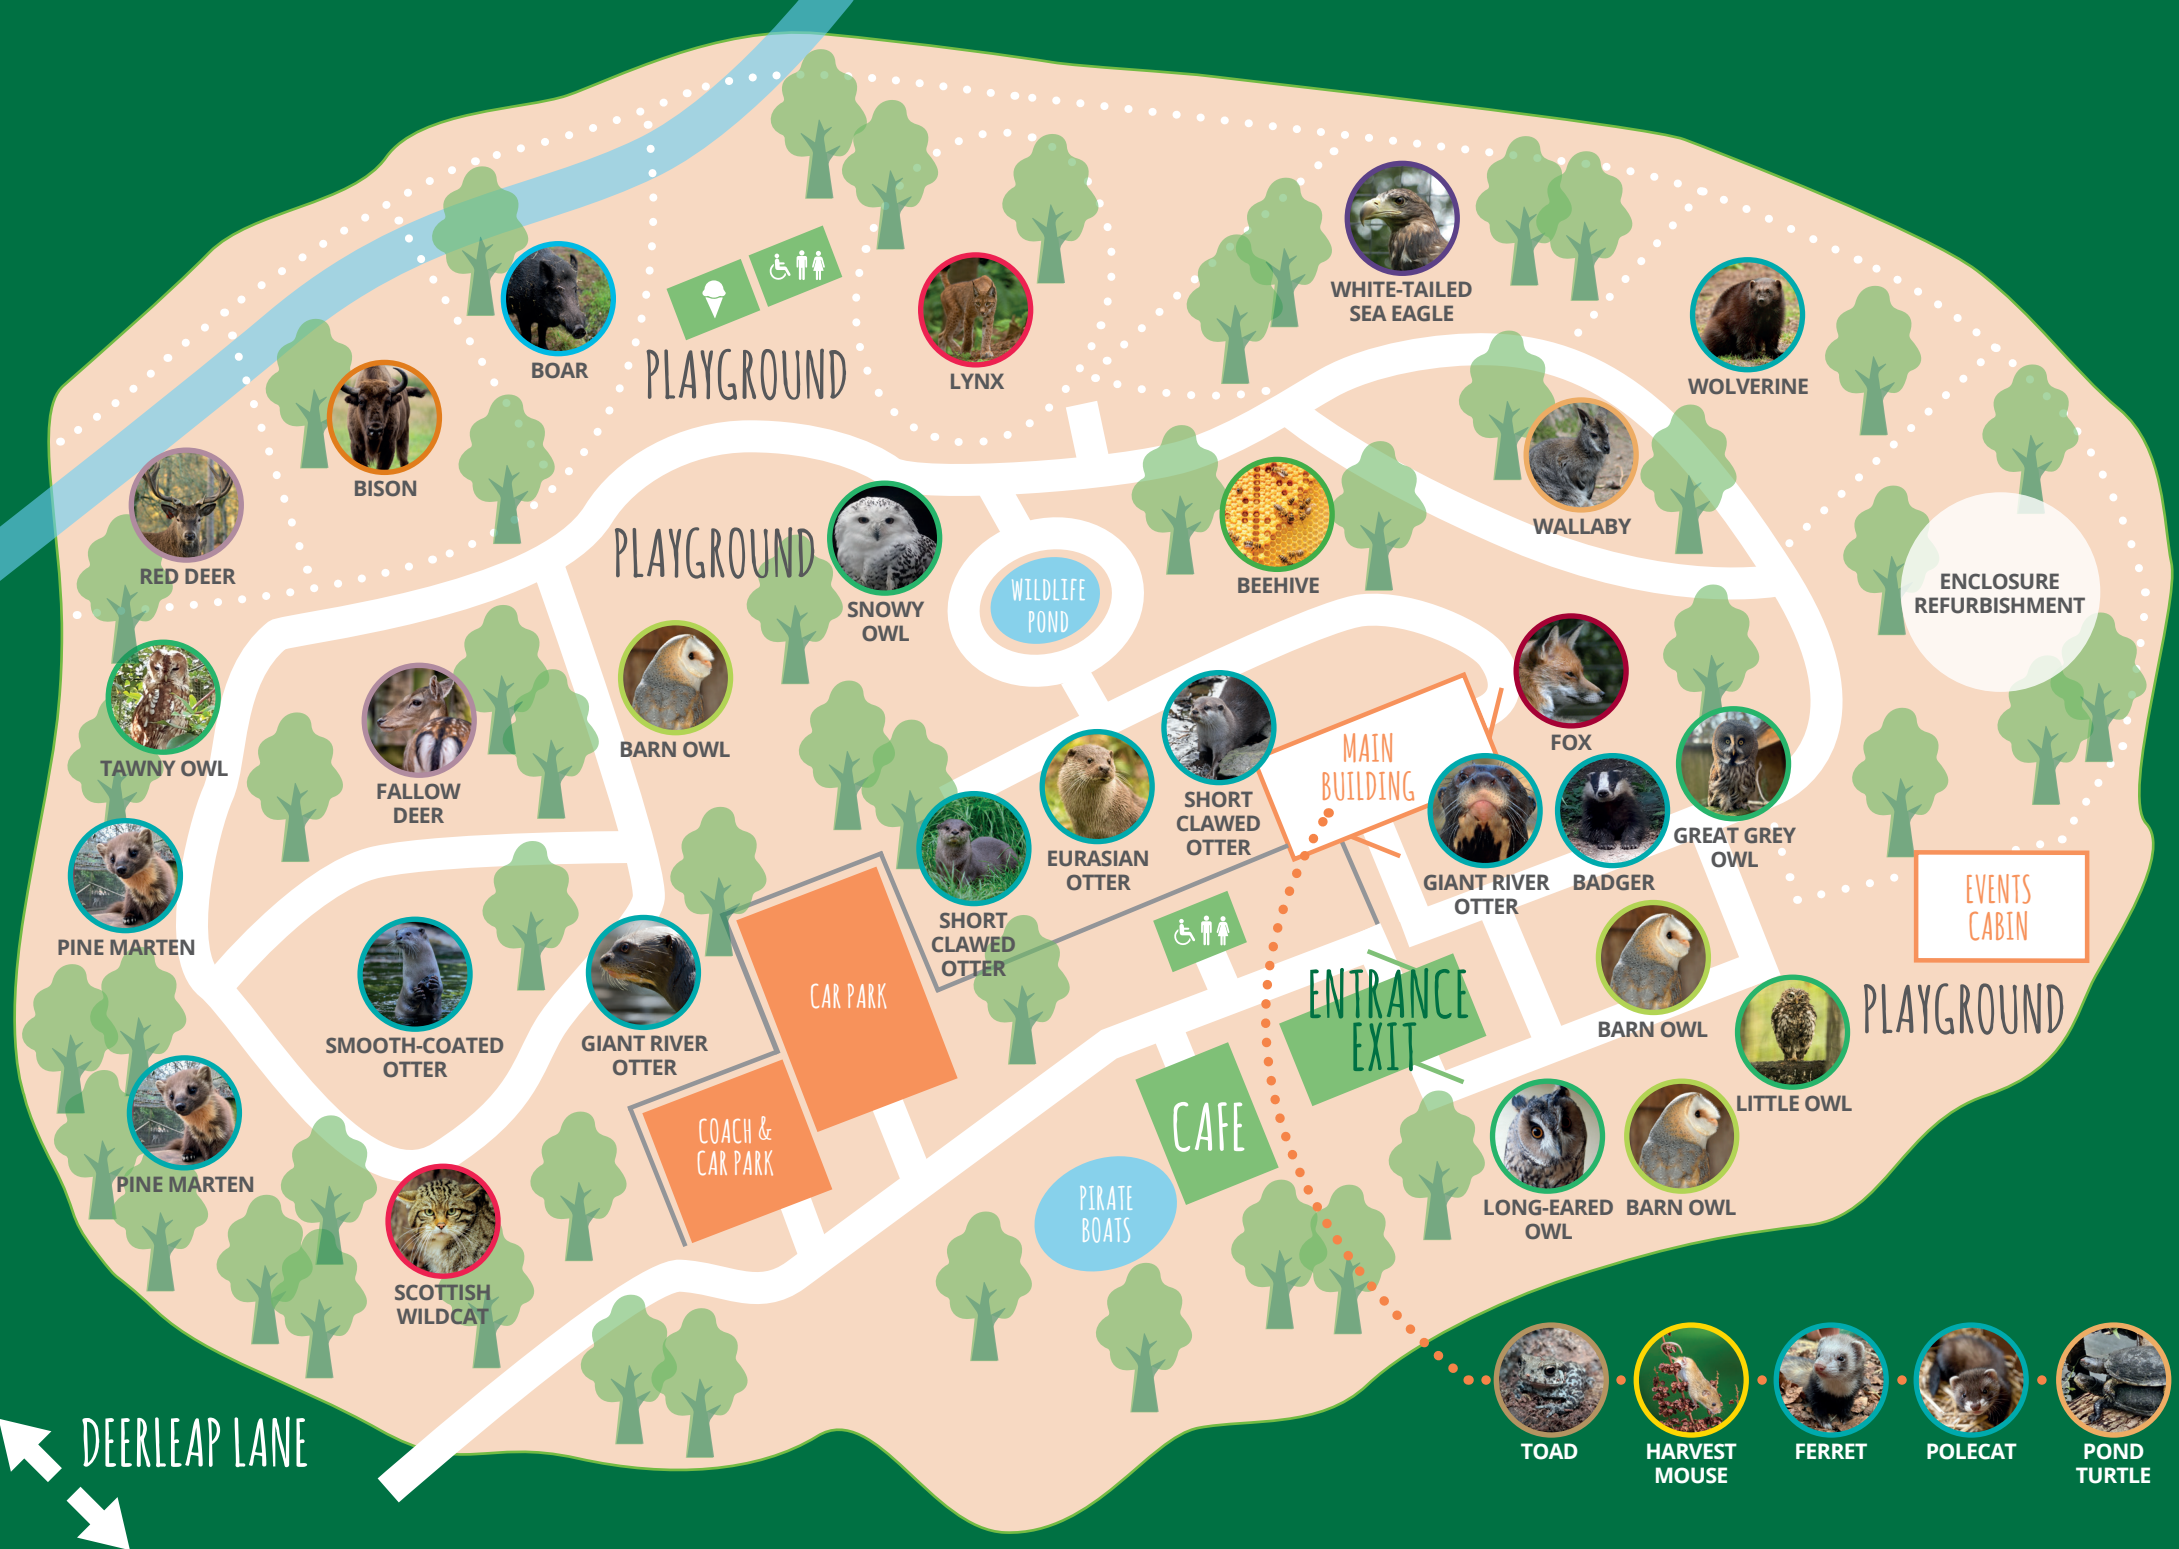 WHITE-TAILED
SEA EAGLE
BOAR
PLAYGROUND
LYNX
WOLVERINE
BISON
WALLABY
RED DEER
PLAYGROUND
SNOWY
OWL
WILDLIFE
POND
BEEHIVE
ENCLOSURE
REFURBISHMENT
TAWNY OWL
FALLOW
DEER
BARN OWL
FOX
MAIN
BUILDING
SHORT
CLAWED
OTTER
EURASIAN
OTTER
GREAT GREY
OWL
GIANT RIVER
OTTER
BADGER
PINE MARTEN
SHORT
CLAWED
OTTER
EVENTS
CABIN
SMOOTH-COATED
OTTER
GIANT RIVER
OTTER
CAR PARK
ENTRANCE
EXIT
BARN OWL
PLAYGROUND
LITTLE OWL
COACH &
CAR PARK
CAFE
PINE MARTEN
PIRATE
BOATS
LONG-EARED
OWL
BARN OWL
SCOTTISH
WILDCAT
DEERLEAP LANE
TOAD
HARVEST
MOUSE
FERRET
POLECAT
POND
TURTLE